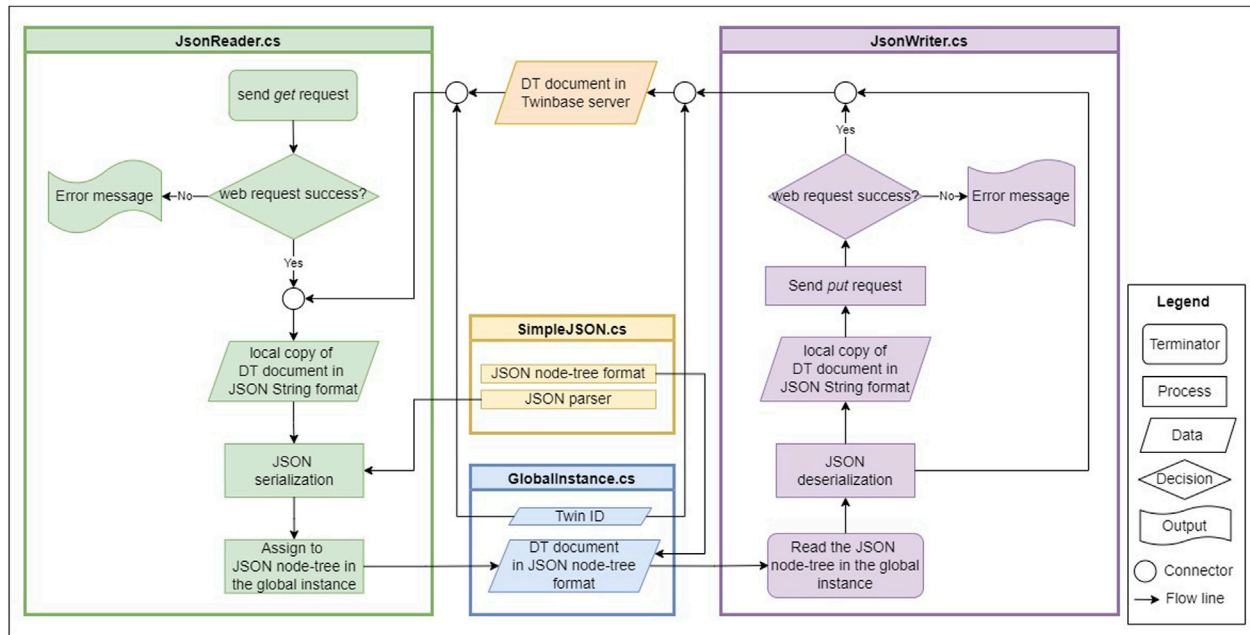 JsonReader.cs
send get request
web request success?
No
Error message
Yes
local copy of
DT document in
JSON String format
JSON
serialization
Assign to
JSON node-tree in
the global instance
DT document in
Twinbase server
SimpleJSON.cs
JSON node-tree format
JSON parser
GlobalInstance.cs
Twin ID
DT document
in JSON node-tree
format
JsonWriter.cs
Yes
web request success?
No
Error message
Send put request
local copy of
DT document in
JSON String format
JSON
deserialization
Read the JSON
node-tree in the global
instance
Legend
Terminator
Process
Data
Decision
Output
Connector
Flow line